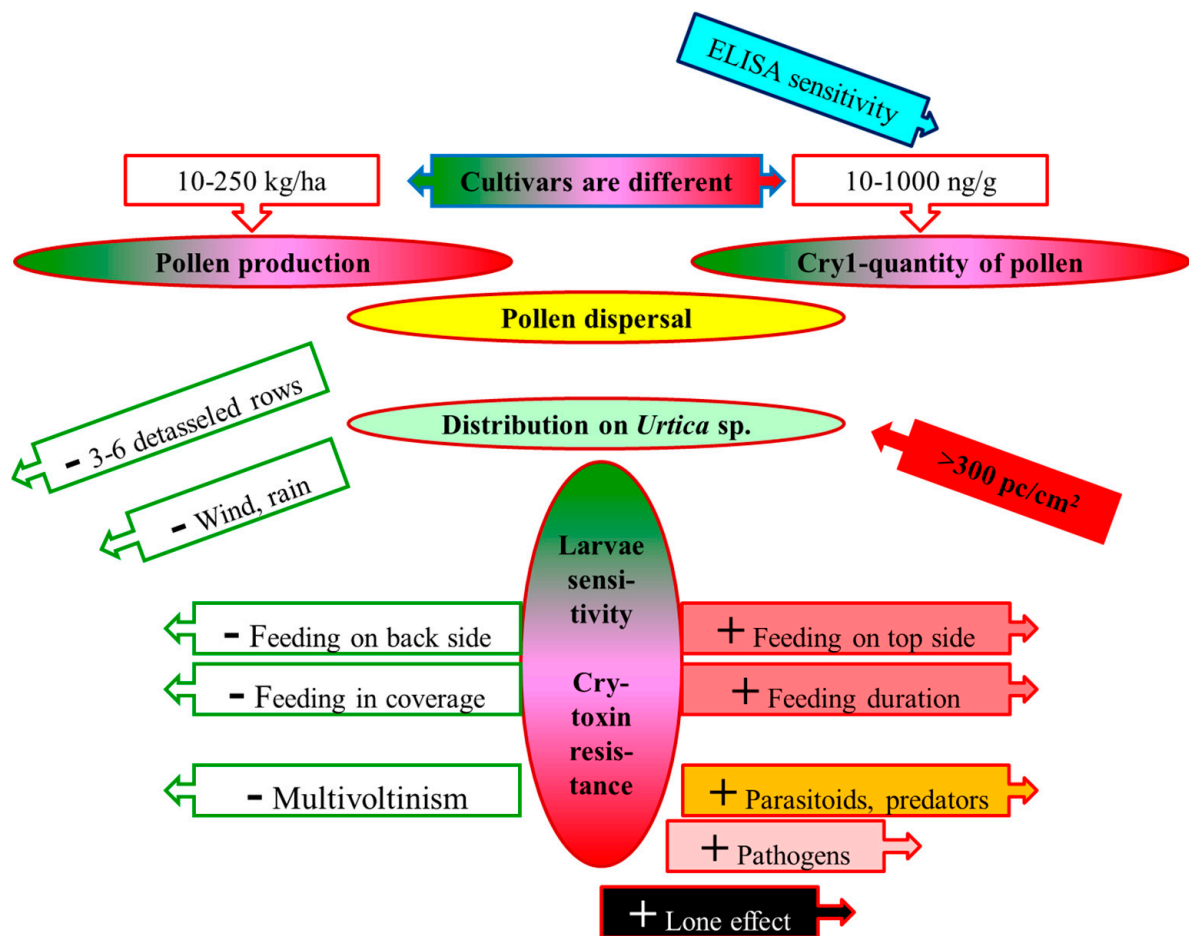 ELISA sensitivity
10-250 kg/ha
Cultivars are different
10-1000 ng/g
Pollen production
Cry1-quantity of pollen
Pollen dispersal
- 3-6 detasseled rows
Distribution on Urtica sp.
>300 pc/cm²
- Wind, rain
Larvae
sensi-
tivity
- Feeding on back side
+ Feeding on top side
- Feeding in coverage
+ Feeding duration
Cry-
toxin
resis-
tance
- Multivoltinism
+ Parasitoids, predators
+ Pathogens
+ Lone effect